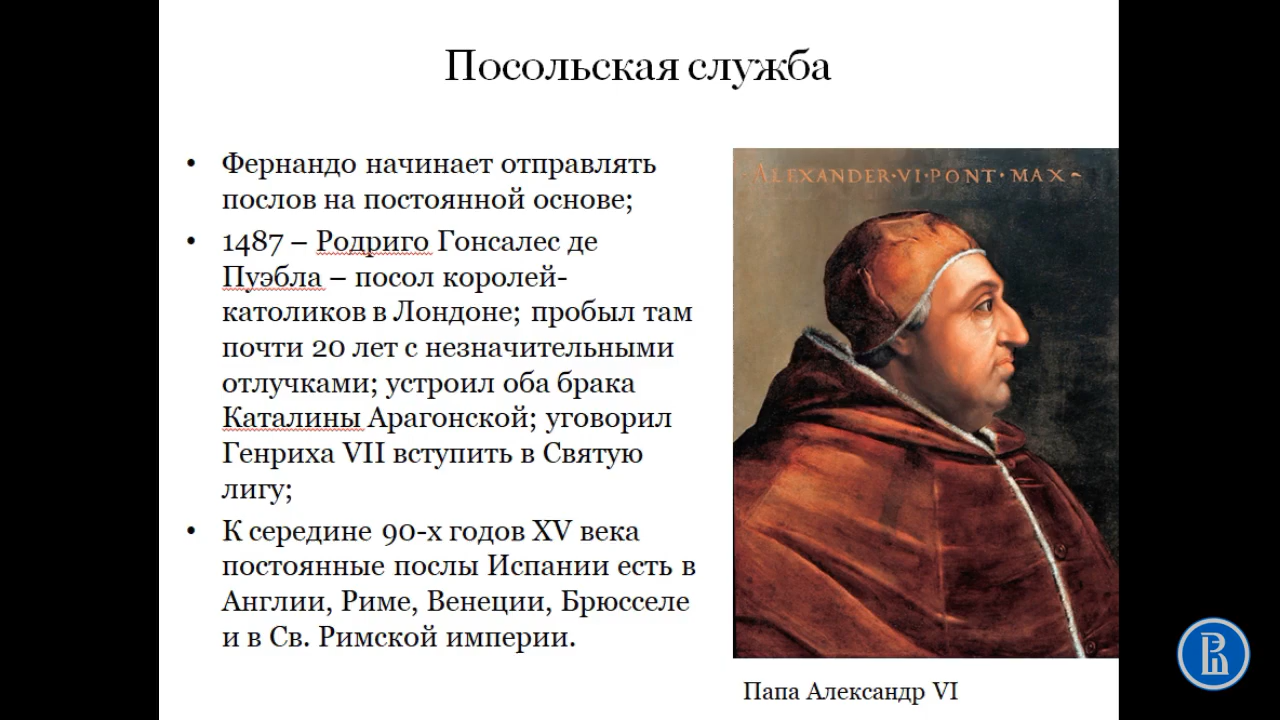 Посольская служба
• Фернандо начинает отправлять
послов на постоянной основе;
• 1487 – Родриго Гонсалес де
Пуэбла – посол королей-
католиков в Лондоне; пробыл там
почти 20 лет с незначительными
отлучками; устроил оба брака
Каталины Арагонской; уговорил
Генриха VII вступить в Святую
лигу;
• К середине 90-х годов XV века
постоянные послы Испании есть в
Англии, Риме, Венеции, Брюсселе
и в Св. Римской империи.
ALEXANDER·VI·PONT·MAX~
Папа Александр VI